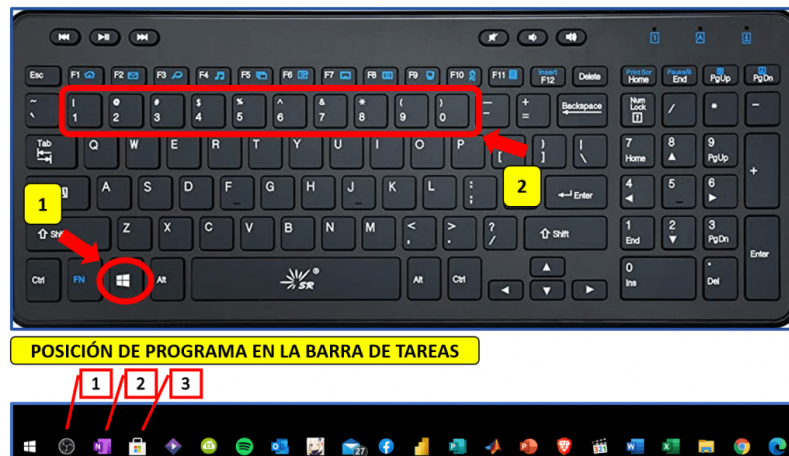 Esc F1 F2 F3 F4 F5 F6 F7 F8 F9 F10 F11 Insert F12 Delete Print Scr Home Pause/B End PgUp PgDn
~ ` | 1 @ 2 # 3 $ 4 % 5 ^ 6 & 7 * 8 ( 9 ) 0 — - + = Backspace Num Lock / * -
Tab Q W E R T Y U I O P [ } ] | \ 7 Home 8 9 PgUp +
1 A S D F G H J K L : ; 2 Enter 4 5 6
Shift Z X C V B N M < , > . ? / Shift 1 End 2 3 PgDn Enter
Ctrl FN Alt SR ® Alt Ctrl 0 Ins . Del
POSICIÓN DE PROGRAMA EN LA BARRA DE TAREAS
1 2 3
27